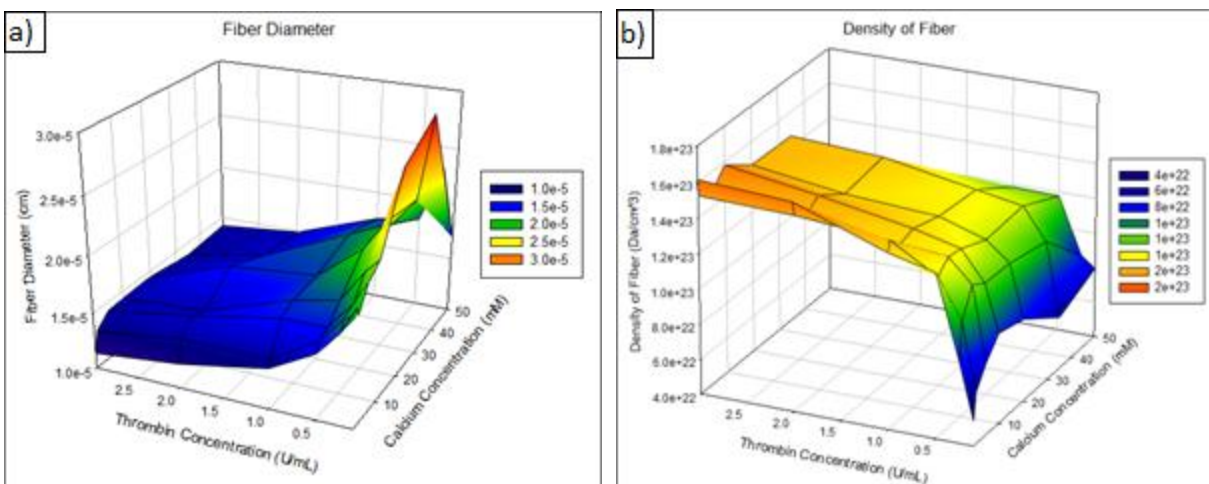 a)
Fiber Diameter
3.0e-5
2.5e-5
2.0e-5
1.5e-5
1.0e-5
Fiber Diameter (cm)
2.5
2.0
1.5
1.0
0.5
Thrombin Concentration (U/mL)
10
20
30
40
50
Calcium Concentration (mM)
1.0e-5
1.5e-5
2.0e-5
2.5e-5
3.0e-5
b)
Density of Fiber
1.8e+23
1.6e+23
1.4e+23
1.2e+23
1.0e+23
8.0e+22
6.0e+22
4.0e+22
Density of Fiber (Da/cm^3)
2.5
2.0
1.5
1.0
0.5
Thrombin Concentration (U/mL)
10
20
30
40
50
Calcium Concentration (mM)
4e+22
6e+22
8e+22
1e+23
1e+23
1e+23
2e+23
2e+23